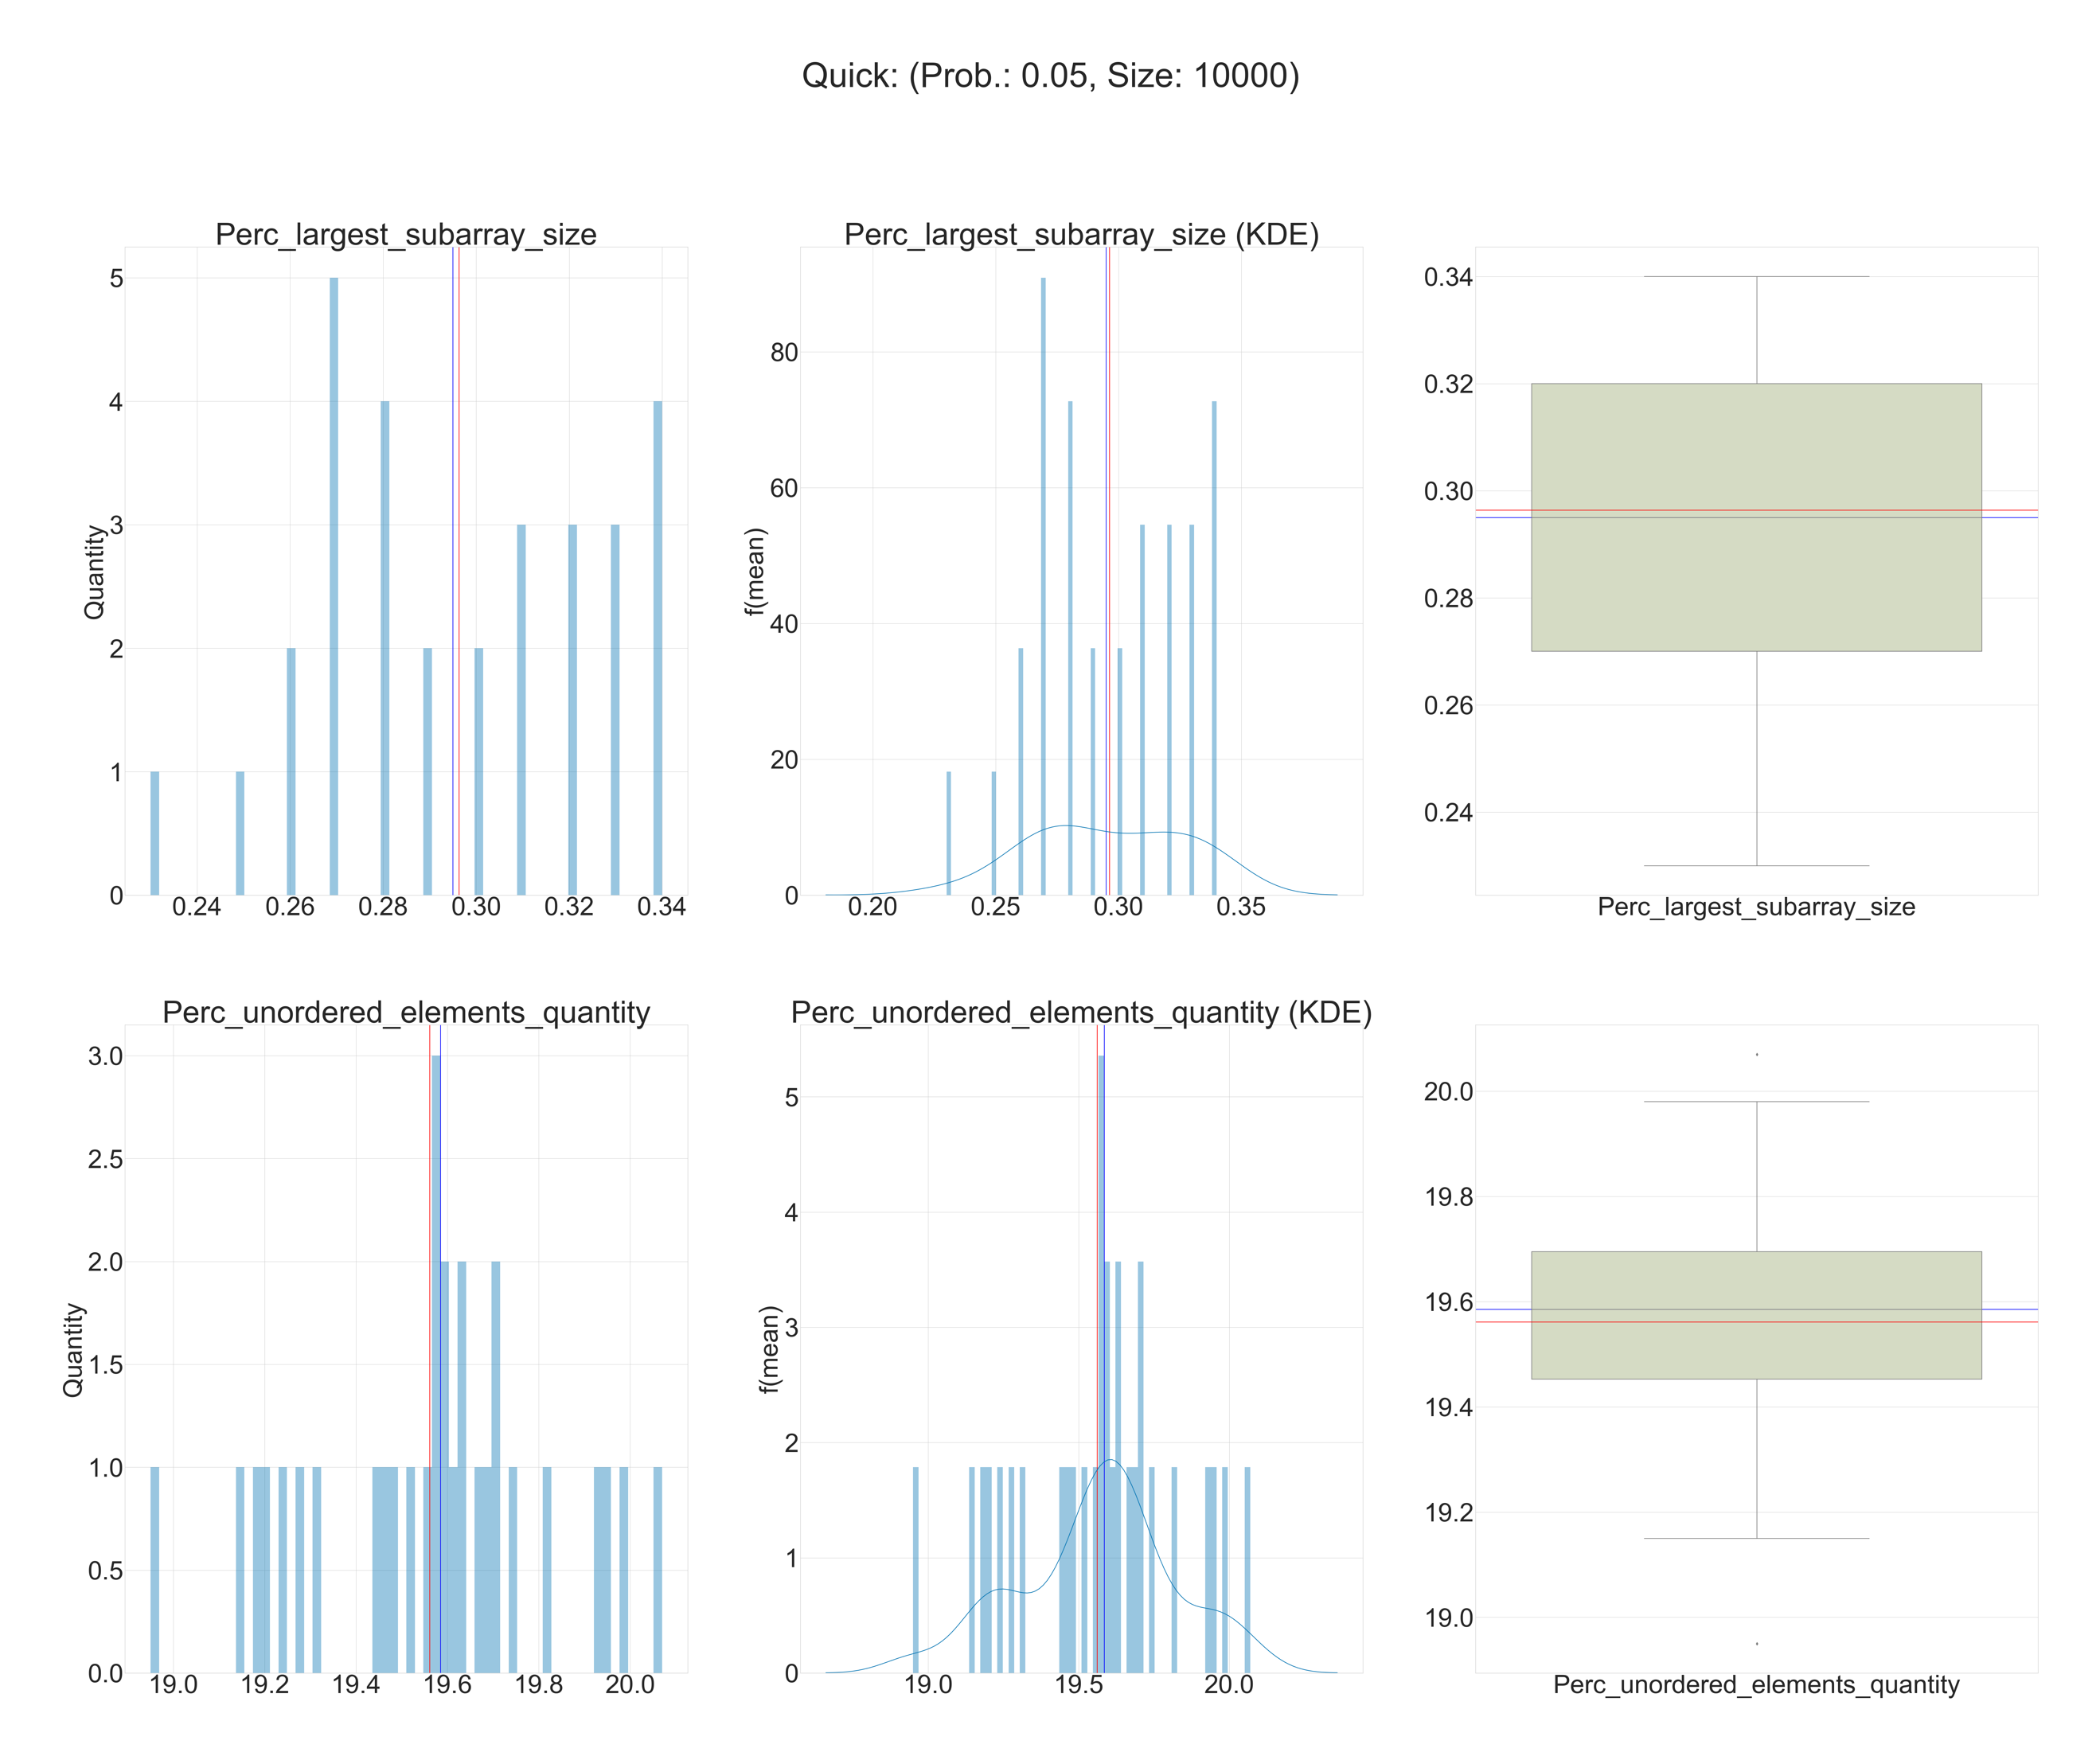 Quick: (Prob.: 0.05, Size: 10000)
Perc_largest_subarray_size
Quantity
5
4
3
2
1
0
0.24 0.26 0.28 0.30 0.32 0.34
Perc_largest_subarray_size (KDE)
f(mean)
80
60
40
20
0
0.20 0.25 0.30 0.35
0.34
0.32
0.30
0.28
0.26
0.24
Perc_largest_subarray_size
Perc_unordered_elements_quantity
Quantity
3.0
2.5
2.0
1.5
1.0
0.5
0.0
19.0 19.2 19.4 19.6 19.8 20.0
Perc_unordered_elements_quantity (KDE)
f(mean)
5
4
3
2
1
0
19.0 19.5 20.0
20.0
19.8
19.6
19.4
19.2
19.0
Perc_unordered_elements_quantity